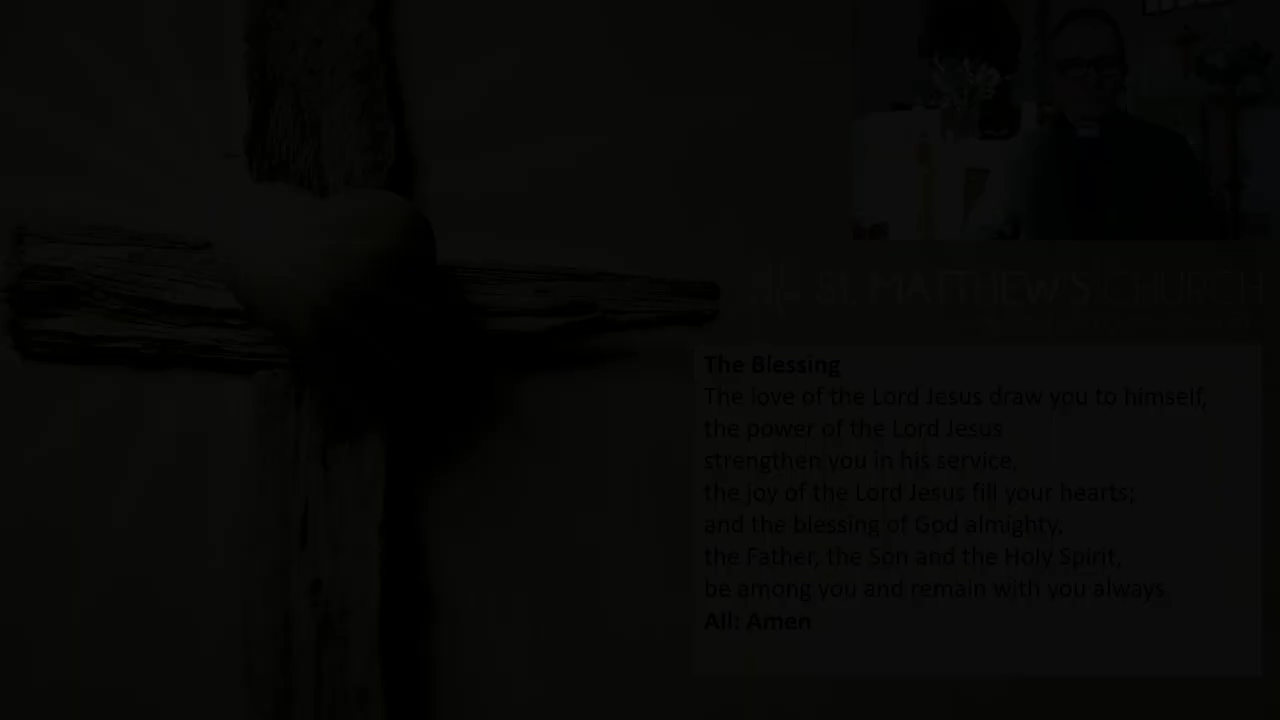 ST. MATTHEW'S CHURCH
The Blessing
The love of the Lord Jesus draw you to himself,
the power of the Lord Jesus
strengthen you in his service,
the joy of the Lord Jesus fill your hearts;
and the blessing of God almighty,
the Father, the Son and the Holy Spirit,
be among you and remain with you always
All: Amen